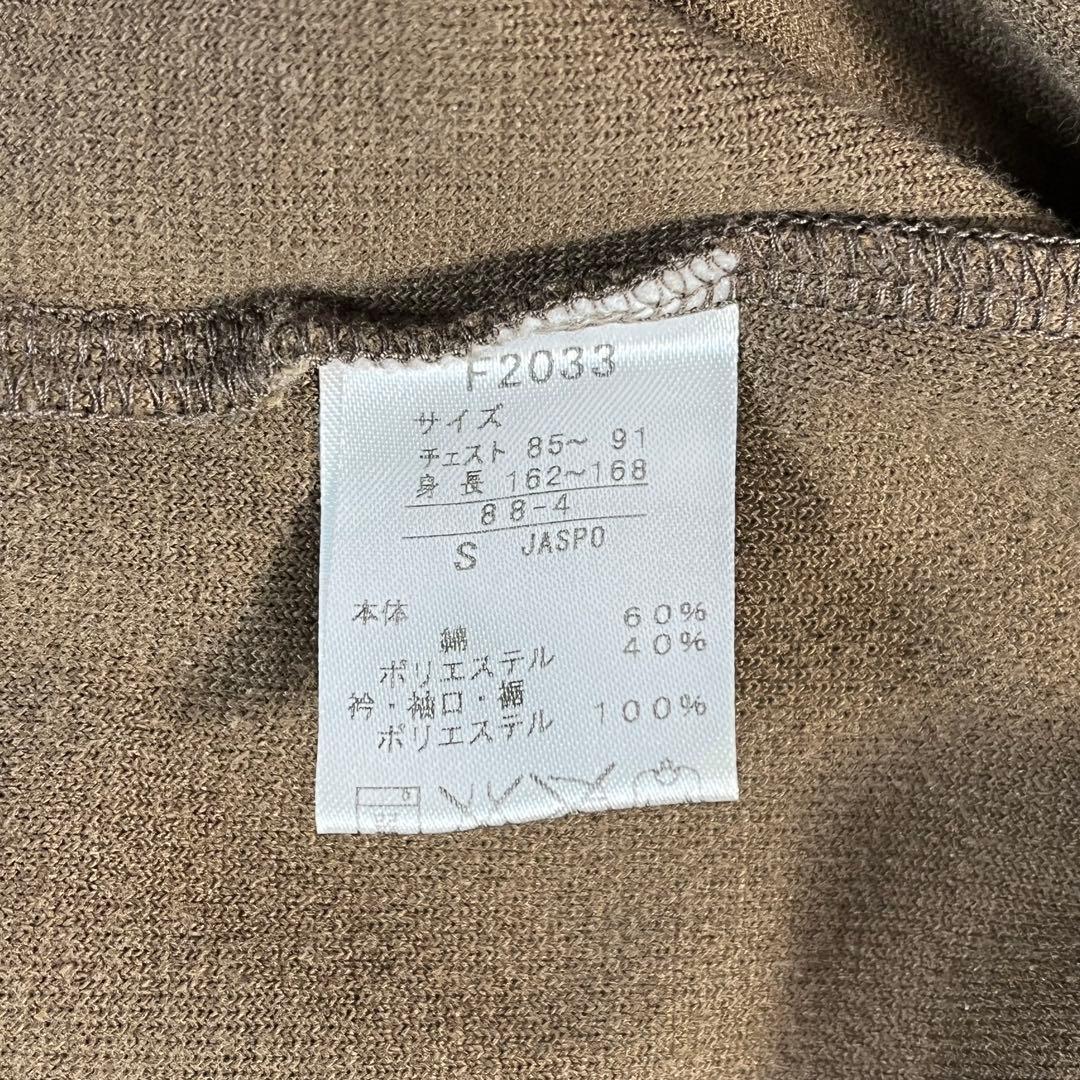 F2033
サイズ
チェスト 85～ 91
身 長 162～168
88-4
S JASPO
本体
綿 60%
ポリエステル 40%
衿・袖口・裾
ポリエステル 100%